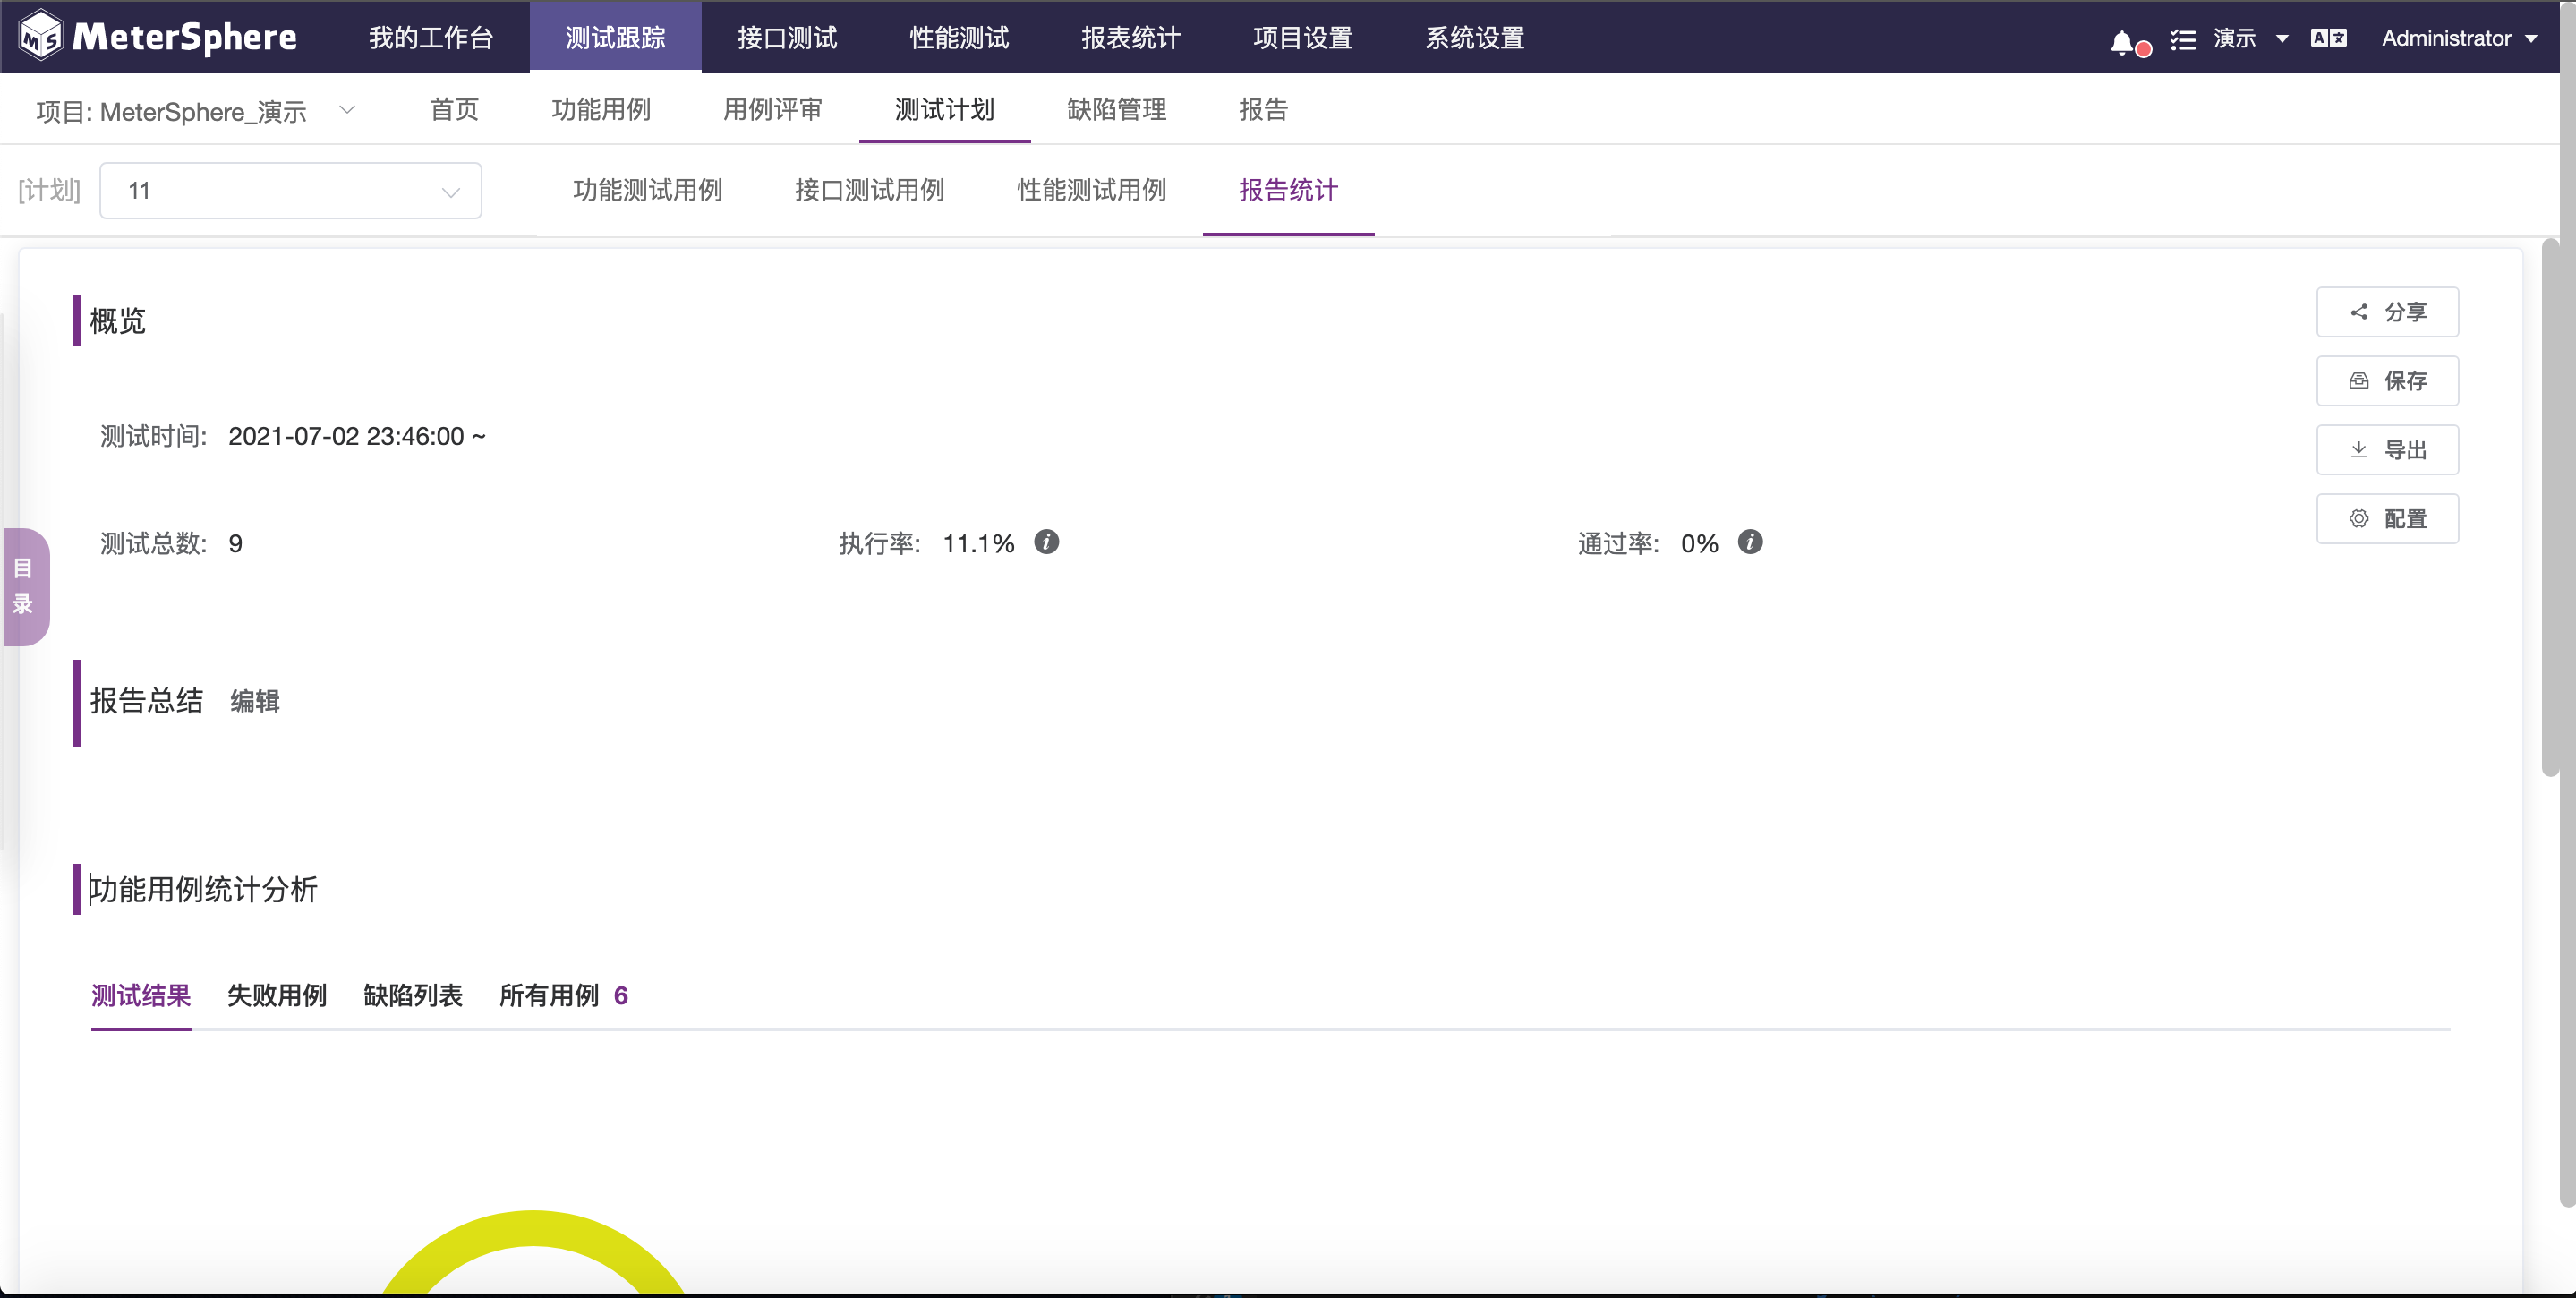 MeterSphere 我的工作台 测试跟踪 接口测试 性能测试 报表统计 项目设置 系统设置 演示 Administrator
项目: MeterSphere_演示 首页 功能用例 用例评审 测试计划 缺陷管理 报告
[计划] 11 功能测试用例 接口测试用例 性能测试用例 报告统计
概览
分享
保存
导出
配置
测试时间: 2021-07-02 23:46:00 ~
测试总数: 9 执行率: 11.1% 通过率: 0%
目
录
报告总结 编辑
功能用例统计分析
测试结果 失败用例 缺陷列表 所有用例 6